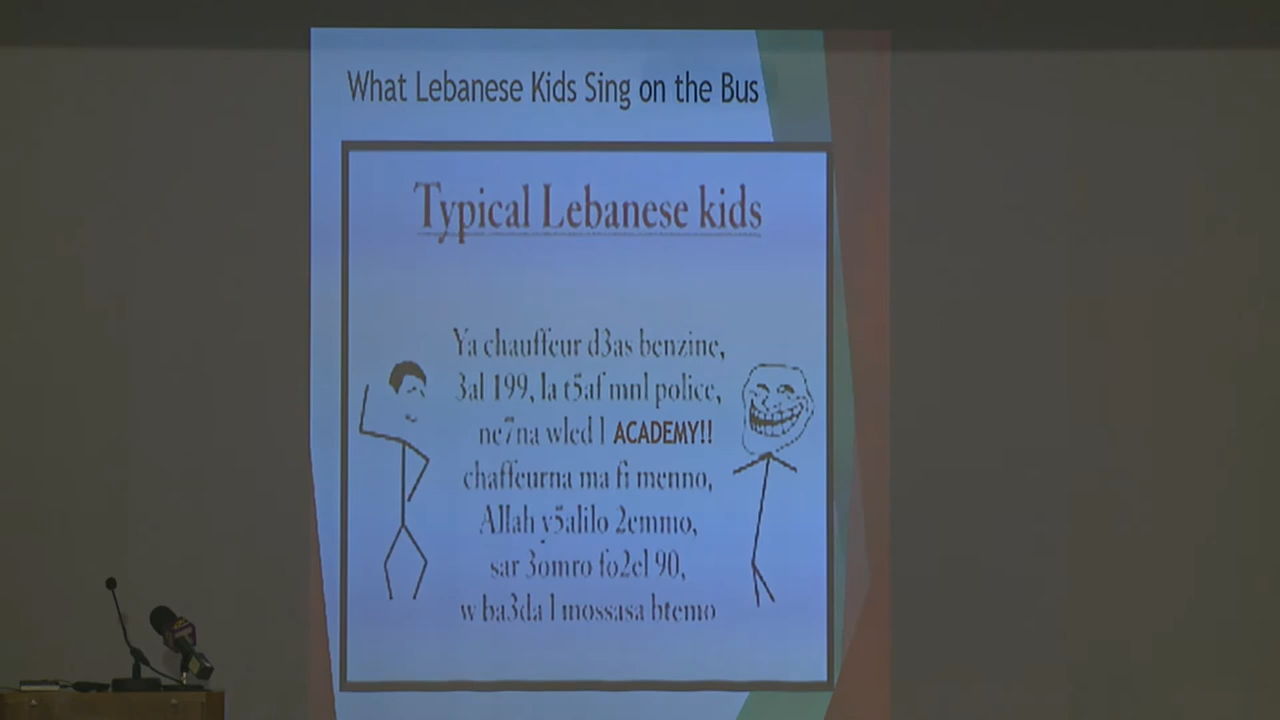 What Lebanese Kids Sing on the Bus
Typical Lebanese kids
Ya chauffeur d3as benzine,
3al 199, la t5af mnl police,
ne7na wled l ACADEMY!!
chaffeurna ma fi menno,
Allah y5alilo 2emmo,
sar 3omro fo2el 90,
w ba3da l mossasa btemo